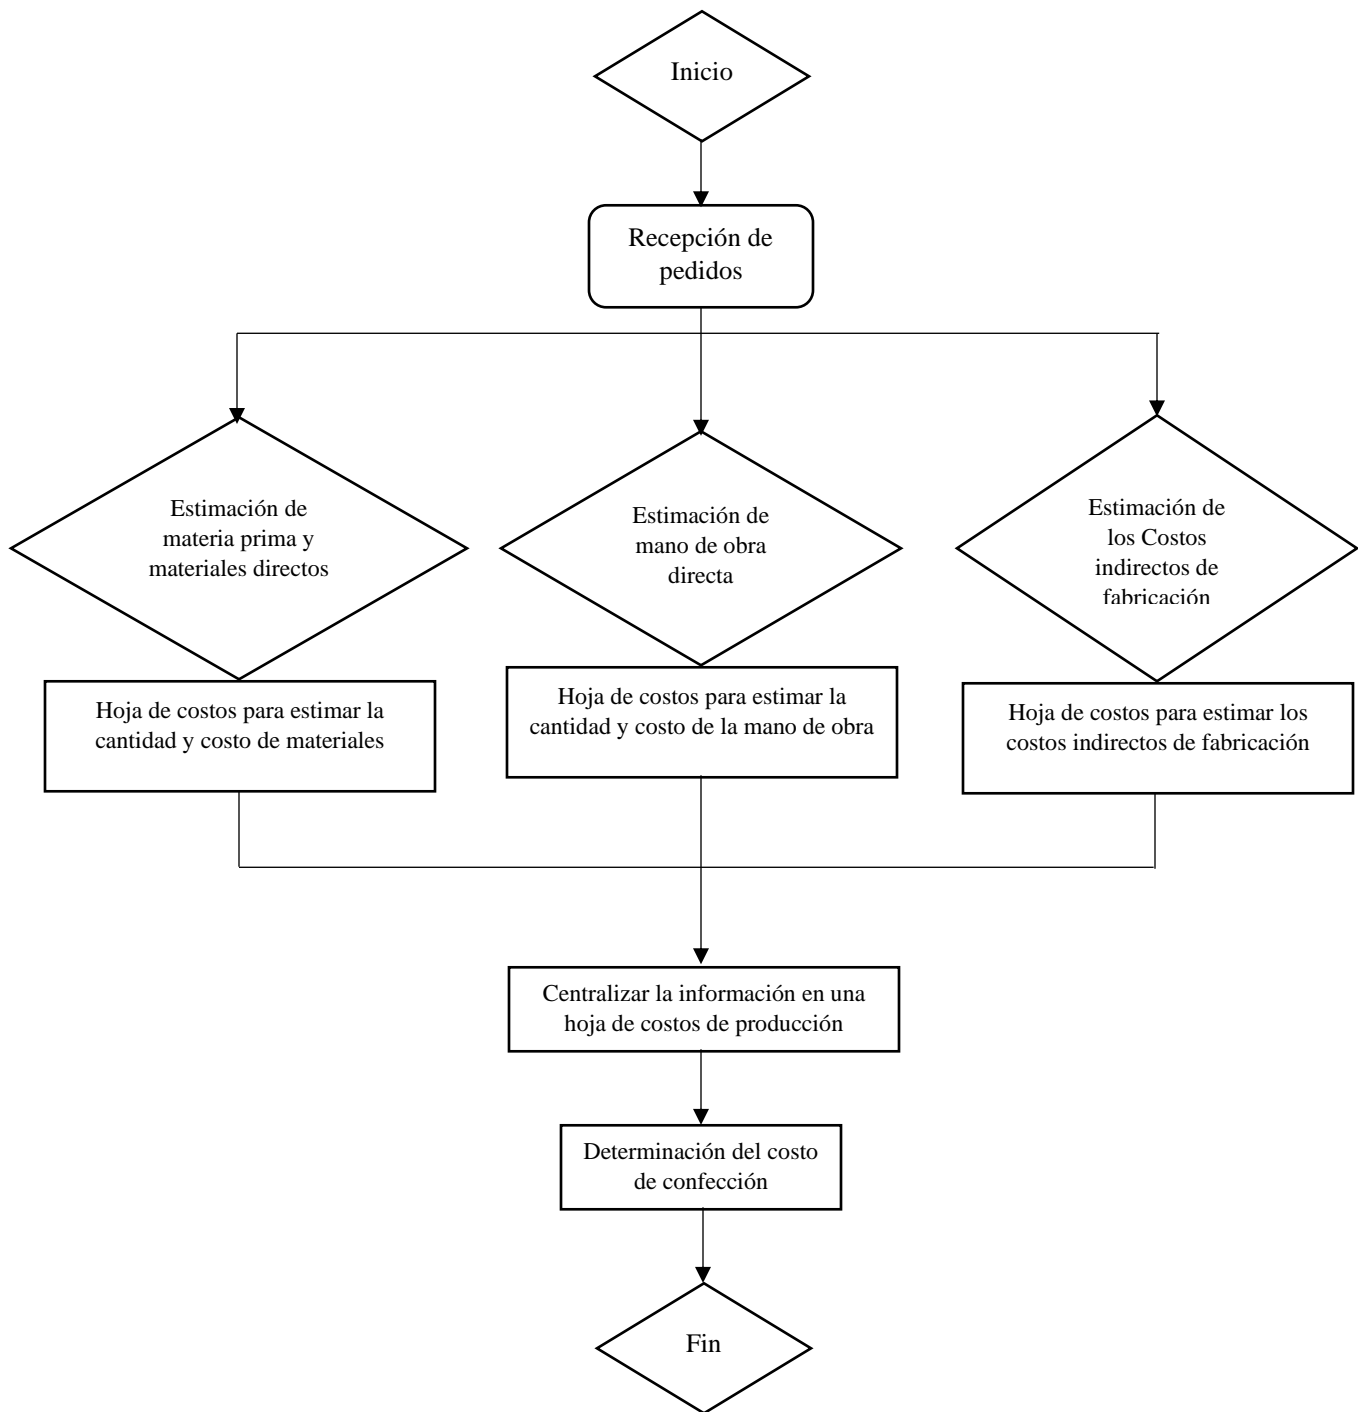 Inicio
Recepción de
pedidos
Estimación de
materia prima y
materiales directos
Estimación de
mano de obra
directa
Estimación de
los Costos
indirectos de
fabricación
Hoja de costos para estimar la
cantidad y costo de materiales
Hoja de costos para estimar la
cantidad y costo de la mano de obra
Hoja de costos para estimar los
costos indirectos de fabricación
Centralizar la información en una
hoja de costos de producción
Determinación del costo
de confección
Fin